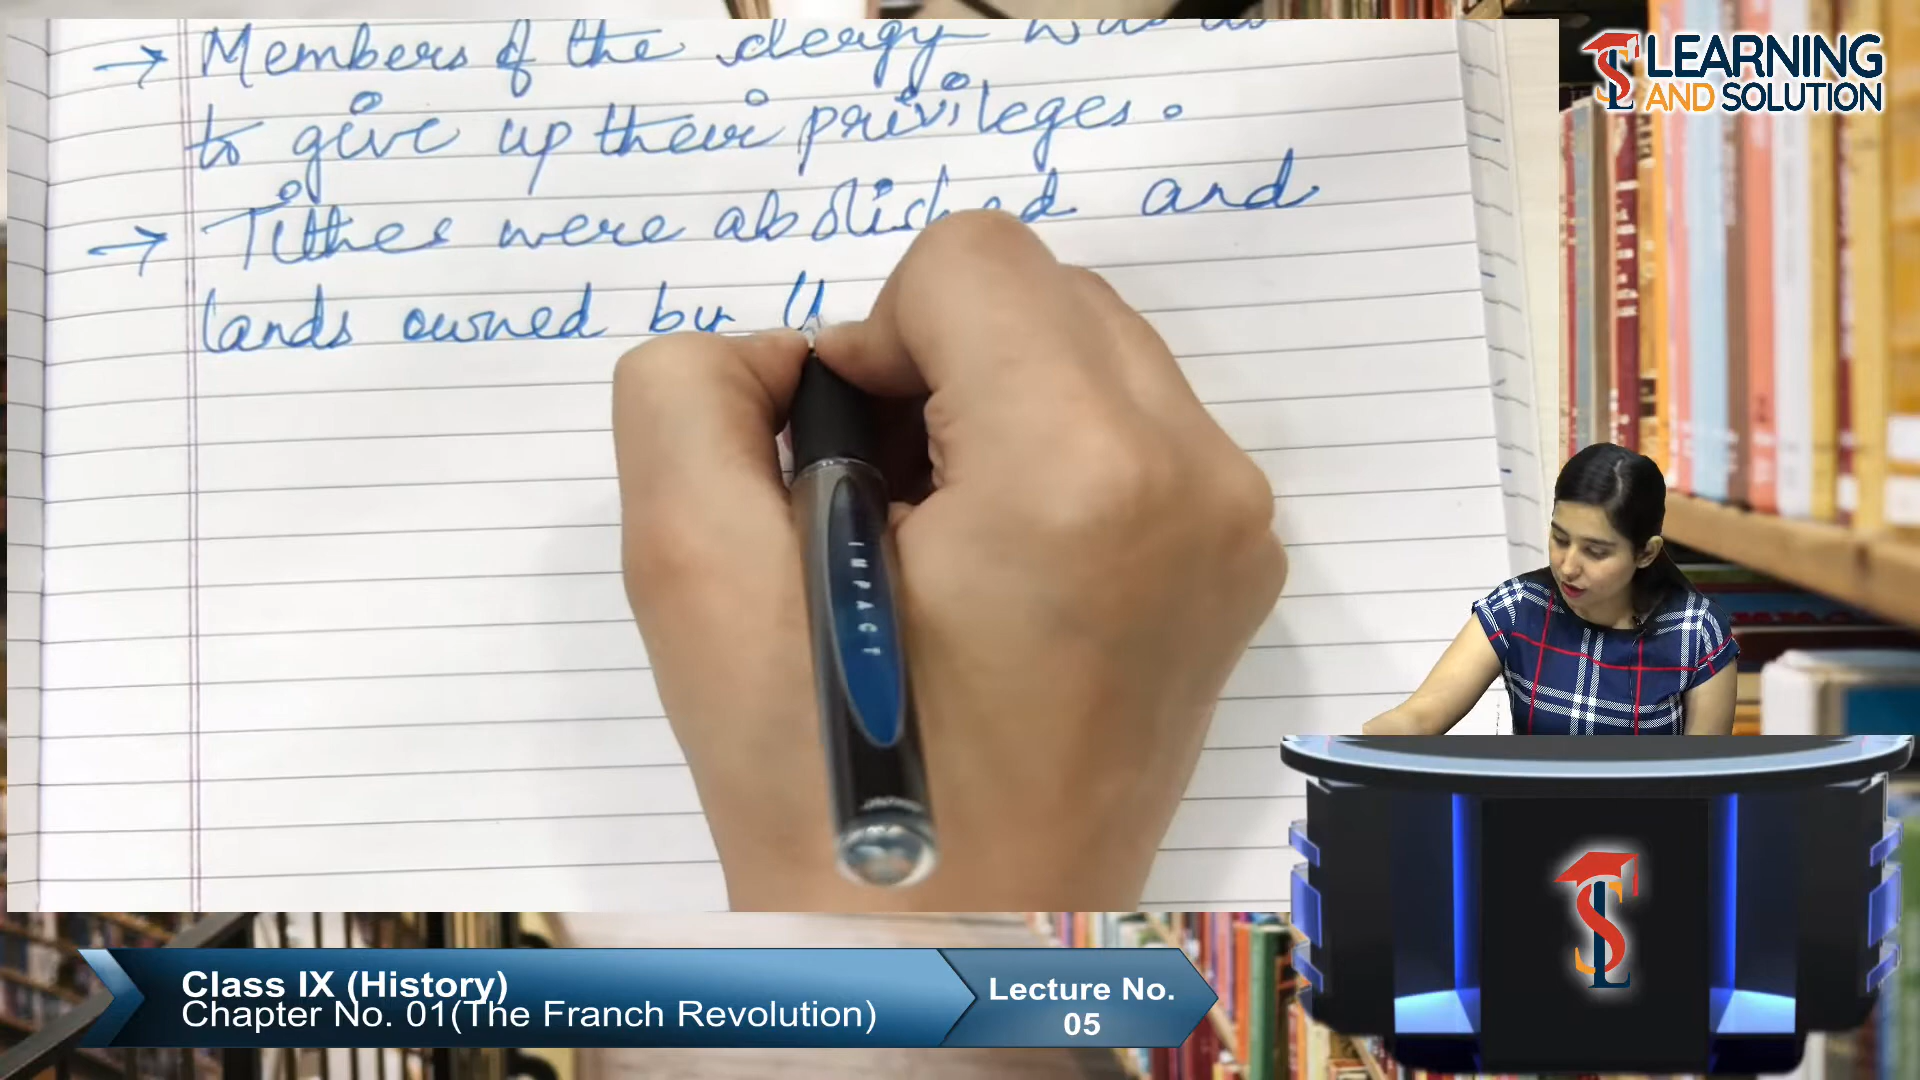 → Members of the clergy
to give up their privileges.
→ Tithes were abolished and
lands owned by
IMPACT
LEARNING
AND SOLUTION
Class IX (History)
Chapter No. 01(The Franch Revolution)
Lecture No.
05